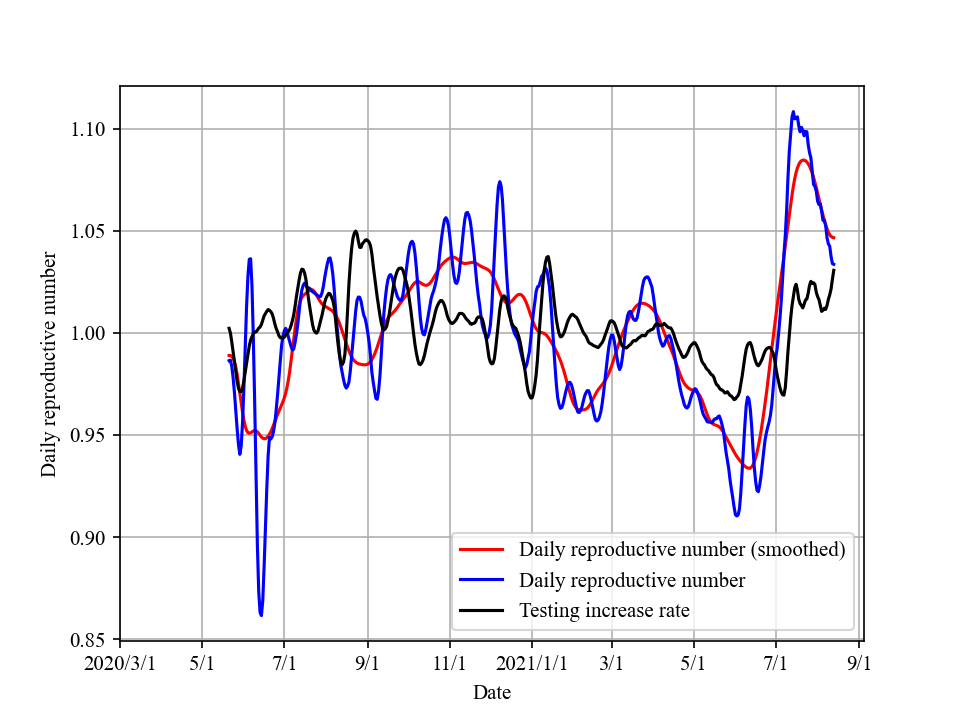 Daily reproductive number
1.10
1.05
1.00
0.95
0.90
0.85
Daily reproductive number (smoothed)
Daily reproductive number
Testing increase rate
2020/3/1 5/1 7/1 9/1 11/1 2021/1/1 3/1 5/1 7/1 9/1
Date